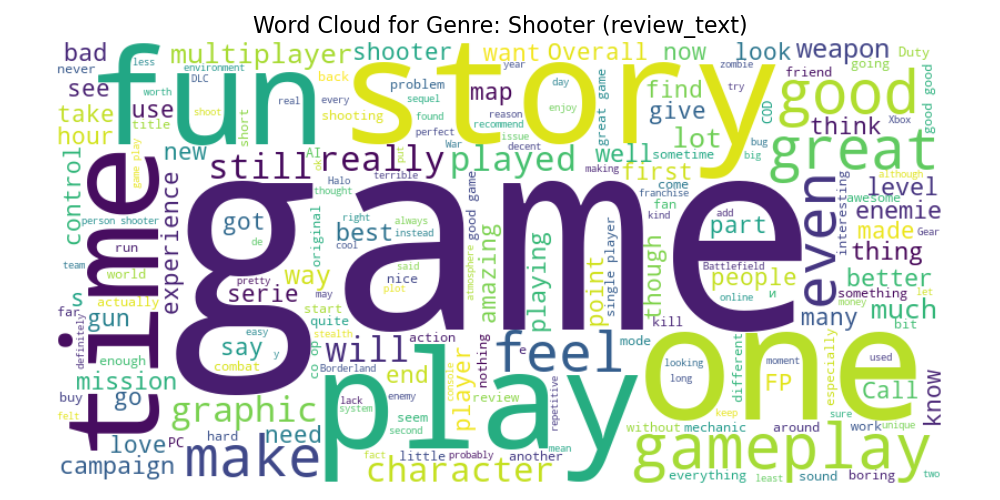 Word Cloud for Genre: Shooter (review_text)
bad
multiplayer
shooter
want
Overall
now
look
weapon
Duty
never
less
environment
DLC
back
problem
year
zombie
friend
going
see
worth
fun
story
every
sequel
found
day
enjoy
map
find
give
try
COD
good
good good
take
use
title
shoot
short
real
shooting
perfect
reason
recommend
issue
great game
lot
bug
big
think
Xbox
hour
new
still
AI
ok
put
really
played
War
decent
well
sometime
first
great
although
control
game play
experience
Halo
thought
terrible
making
franchise
come
fan
kind
even
interesting
level
awesome
enemie
time
person shooter
got
de
original
right
cool
always
instead
best
good game
amazing
playing
single player
though
add
part
made
Gear
team
run
world
actually
way
pretty
said
nice
plot
atmosphere
game
point
Battlefield
people
online
и
thing
better
s
far
gun
serie
may
start
quite
kill
something
money
let
many
much
bit
definitely
enough
say
easy
y
stealth
co op
action
will
nothing
e
feel
mode
looking
long
different
moment
FP
especially
used
Call
know
mission
go
combat
Borderland
end
player
console
repetitive
one
keep
sure
unique
buy
felt
graphic
lack
system
enemy
play
review
seem
second
without
mechanic
around
work
love
PC
hard
need
campaign
make
fact
little
probably
character
another
mean
gameplay
everything
least
sound
boring
two